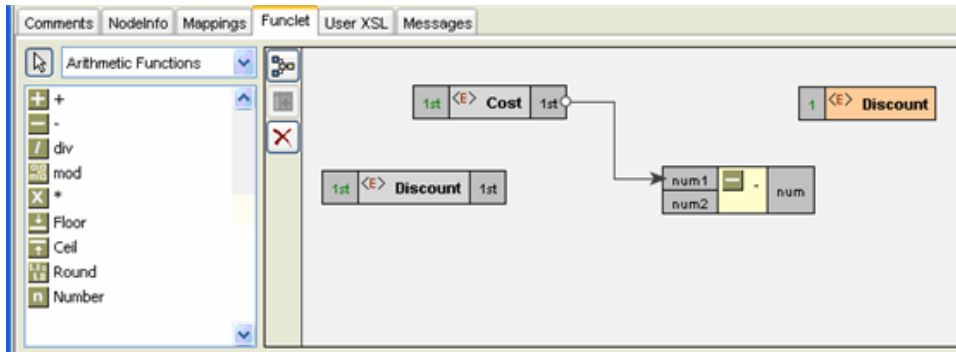 Comments NodeInfo Mappings Funclet User XSL Messages
Arithmetic Functions
+
-
div
mod
*
Floor
Ceil
Round
Number
1st <E> Cost 1st
1 <E> Discount
1st <E> Discount 1st
num1 - num
num2